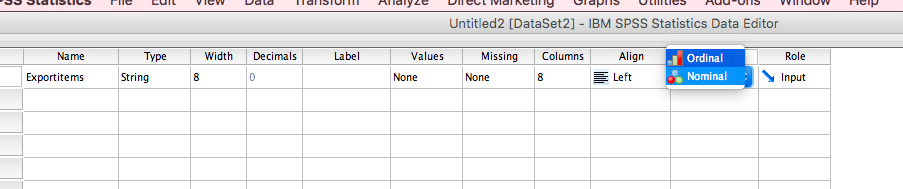 PSS Statistics File Edit View Data Transform Analyze Direct Marketing Graphs Utilities Add-ons Window Help
Untitled2 [DataSet2] - IBM SPSS Statistics Data Editor
Name Type Width Decimals Label Values Missing Columns Align Ordinal Role
Exportitems String 8 0 None None 8 Left Nominal Input